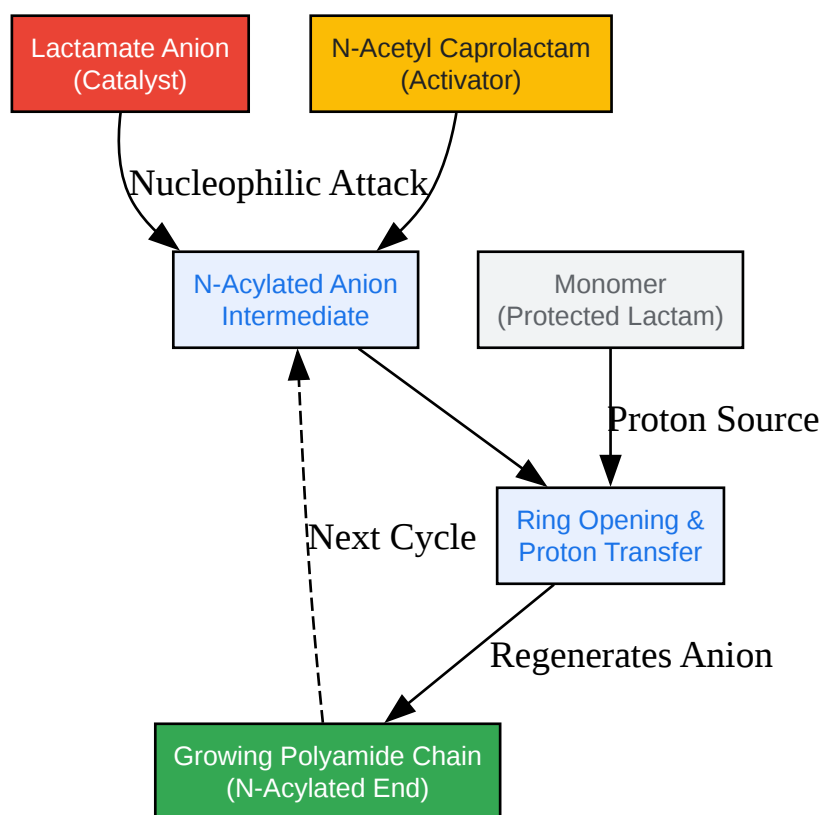 Lactamate Anion
(Catalyst)
N-Acetyl Caprolactam
(Activator)
Nucleophilic Attack
N-Acylated Anion
Intermediate
Monomer
(Protected Lactam)
Proton Source
Ring Opening &
Proton Transfer
Next Cycle
Regenerates Anion
Growing Polyamide Chain
(N-Acylated End)